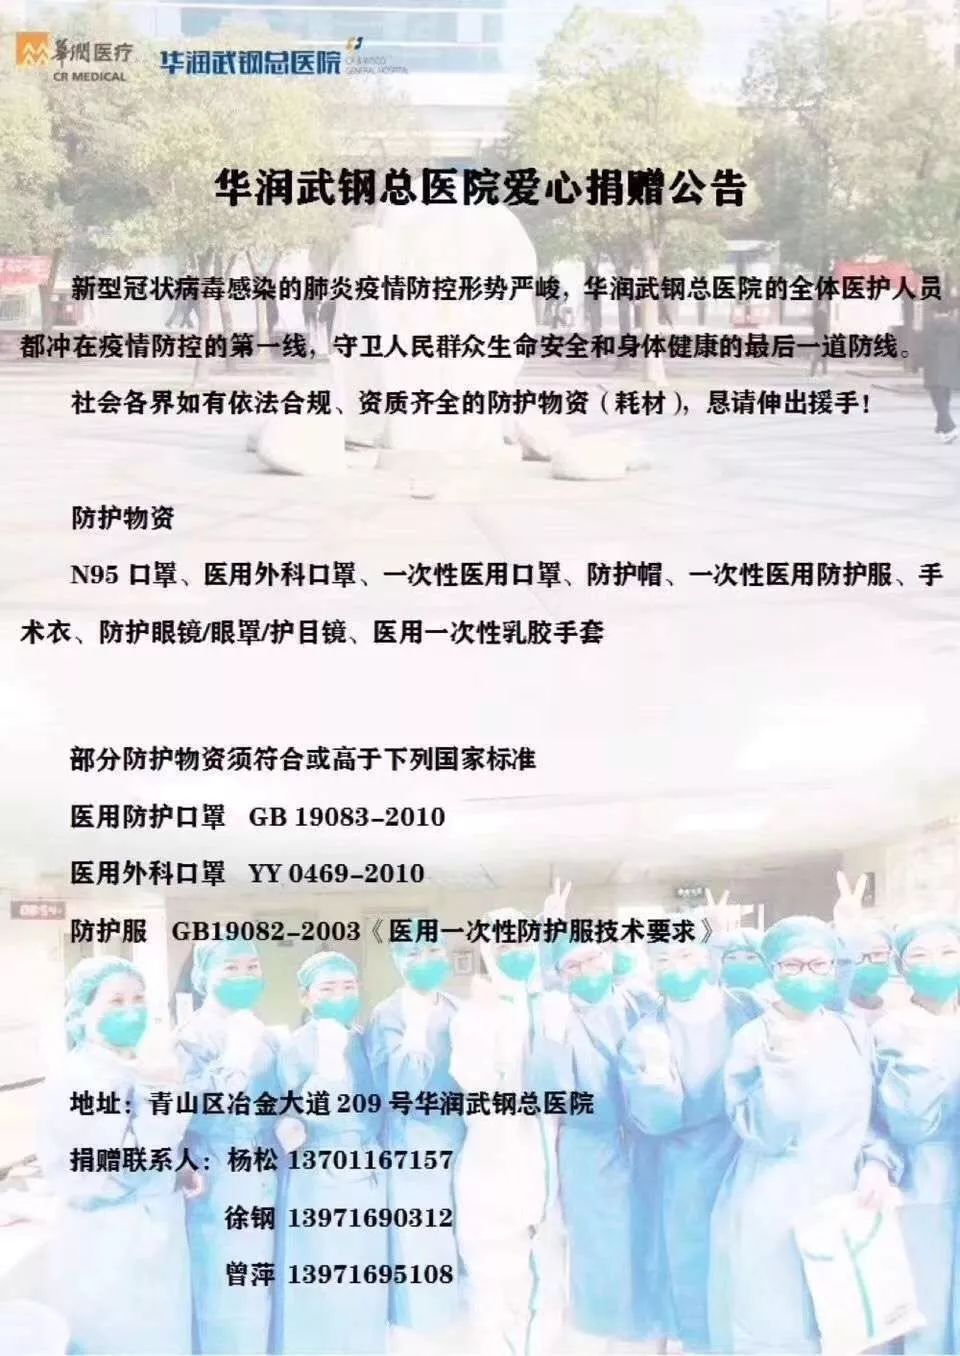 華潤医疗
CR MEDICAL
华润武钢总医院
CR & WISCO
GENERAL HOSPITAL
华润武钢总医院爱心捐赠公告
新型冠状病毒感染的肺炎疫情防控形势严峻，华润武钢总医院的全体医护人员
都冲在疫情防控的第一线，守卫人民群众生命安全和身体健康的最后一道防线。
社会各界如有依法合规、资质齐全的防护物资（耗材），恳请伸出援手！
防护物资
N95 口罩、医用外科口罩、一次性医用口罩、防护帽、一次性医用防护服、手
术衣、防护眼镜/眼罩/护目镜、医用一次性乳胶手套
部分防护物资须符合或高于下列国家标准
医用防护口罩 GB 19083-2010
医用外科口罩 YY 0469-2010
防护服 GB19082-2003《医用一次性防护服技术要求》
地址：青山区冶金大道 209 号华润武钢总医院
捐赠联系人：杨松 13701167157
徐钢 13971690312
曾萍 13971695108